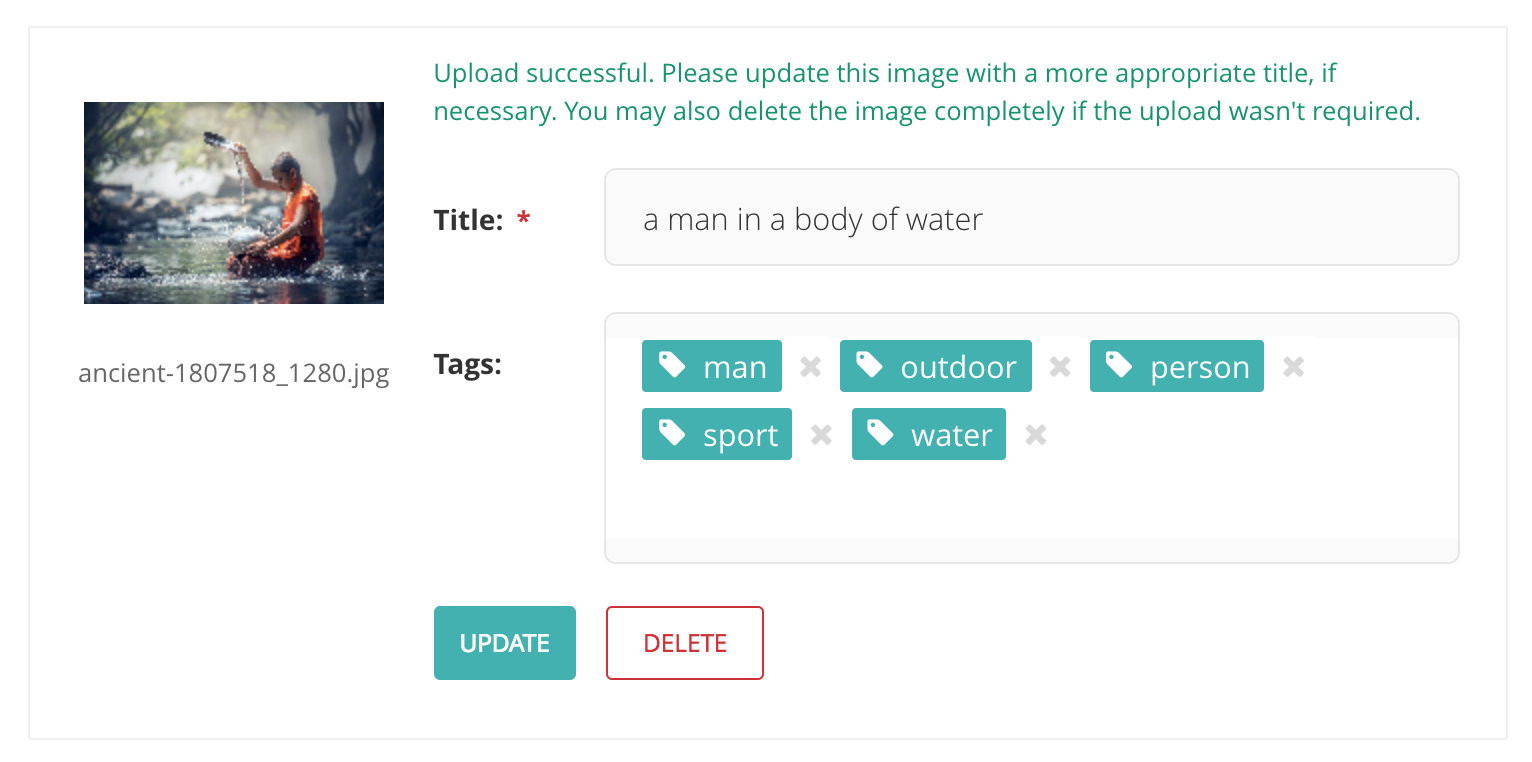 Upload successful. Please update this image with a more appropriate title, if
necessary. You may also delete the image completely if the upload wasn't required.
Title: * a man in a body of water
ancient-1807518_1280.jpg
Tags: man outdoor person
sport water
UPDATE DELETE